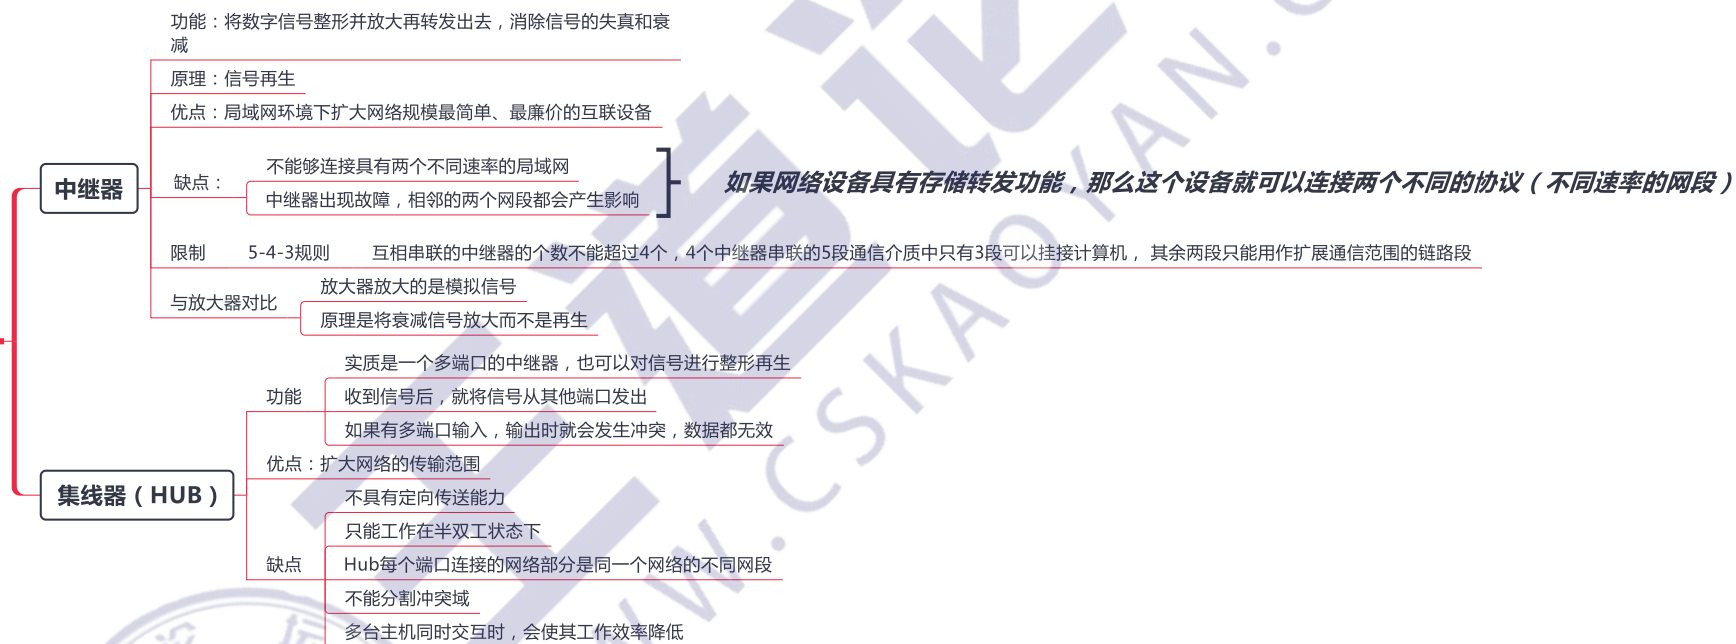 功能：将数字信号整形并放大再转发出去，消除信号的失真和衰
减
原理：信号再生
优点：局域网环境下扩大网络规模最简单、最廉价的互联设备
中继器
缺点：
不能够连接具有两个不同速率的局域网
中继器出现故障，相邻的两个网段都会产生影响
如果网络设备具有存储转发功能，那么这个设备就可以连接两个不同的协议（不同速率的网段）
限制 5-4-3规则 互相串联的中继器的个数不能超过4个，4个中继器串联的5段通信介质中只有3段可以挂接计算机， 其余两段只能用作扩展通信范围的链路段
与放大器对比
放大器放大的是模拟信号
原理是将衰减信号放大而不是再生
集线器（HUB）
功能
实质是一个多端口的中继器，也可以对信号进行整形再生
收到信号后，就将信号从其他端口发出
如果有多端口输入，输出时就会发生冲突，数据都无效
优点：扩大网络的传输范围
缺点
不具有定向传送能力
只能工作在半双工状态下
Hub每个端口连接的网络部分是同一个网络的不同网段
不能分割冲突域
多台主机同时交互时，会使其工作效率降低
王道论
W.CSKAOYAN.C